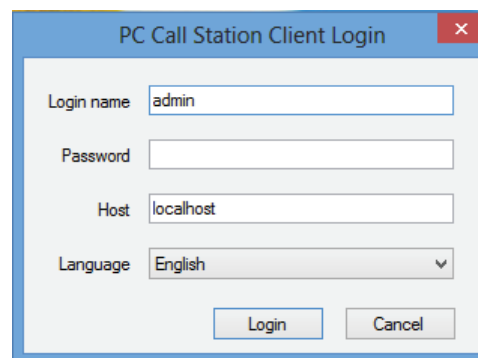 PC Call Station Client Login
Login name admin
Password
Host localhost
Language English
Login Cancel